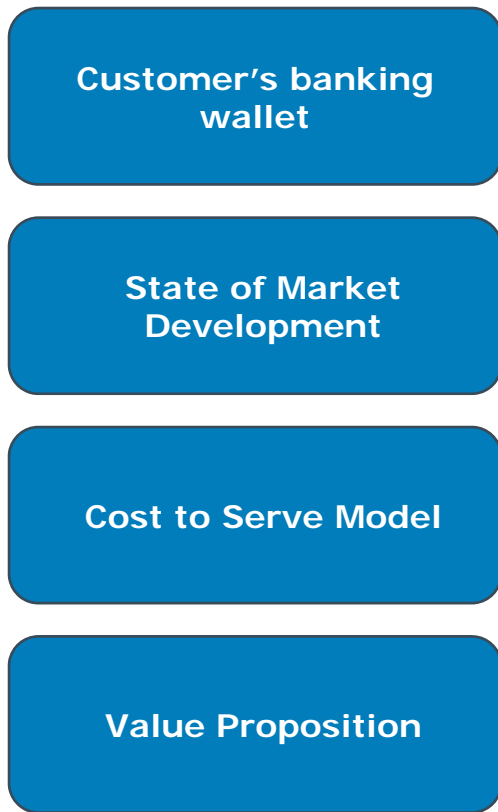 Customer's banking
wallet
State of Market
Development
Cost to Serve Model
Value Proposition